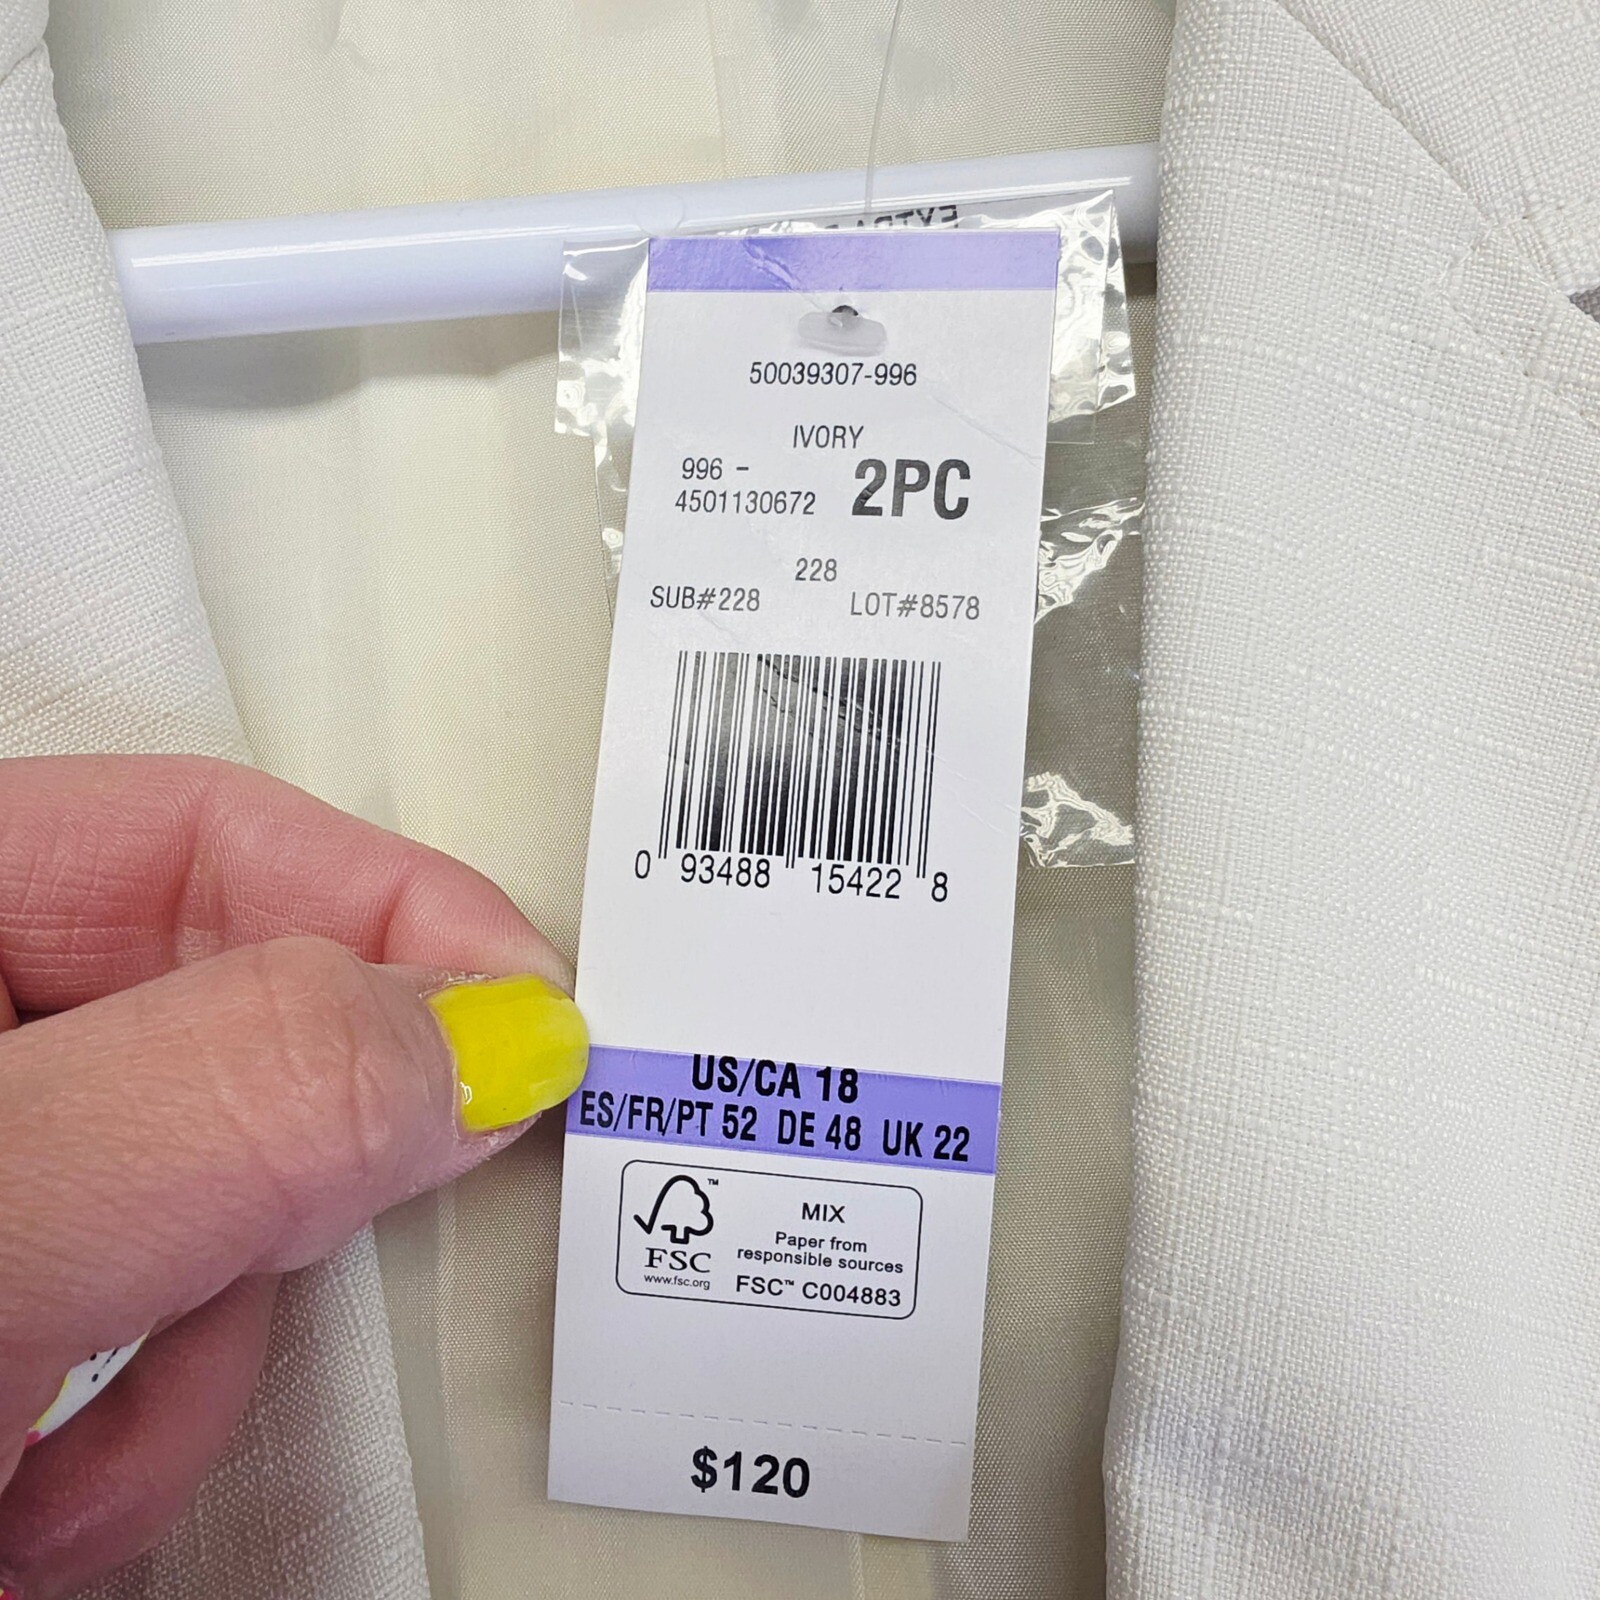 50039307-996
IVORY
996 -
4501130672
2PC
228
SUB#228 LOT#8578
0 93488 15422 8
US/CA 18
ES/FR/PT 52 DE 48 UK 22
FSC
www.fsc.org
MIX
Paper from
responsible sources
FSC™ C004883
$120